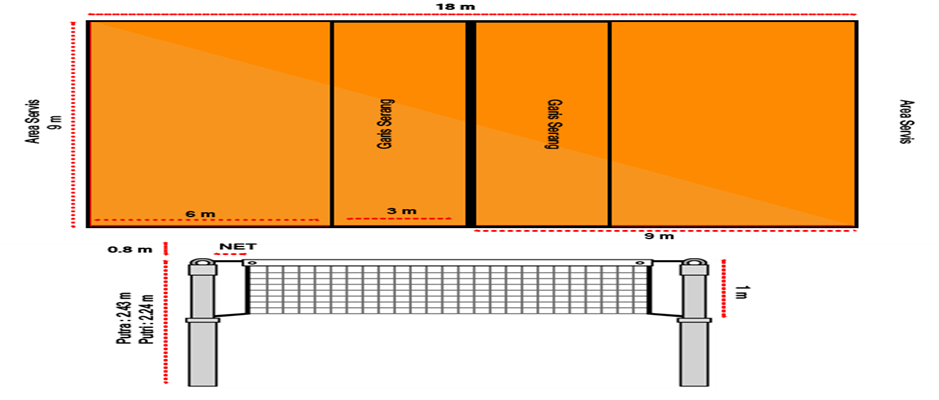 18 m
Area Servis
9 m
Garis Serang
Garis Serang
Area Servis
6 m
3 m
9 m
0.8 m
NET
Putra : 2.43 m
Putri : 2.24 m
1 m